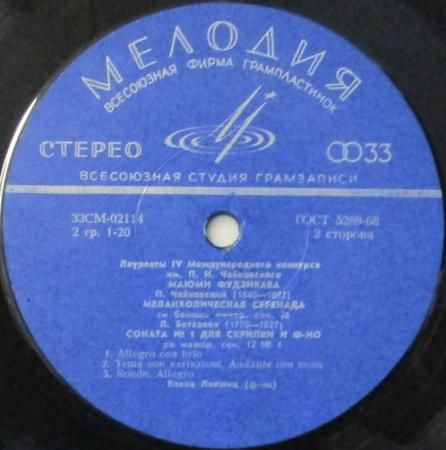 МЕЛОДИЯ
ВСЕСОЮЗНАЯ ФИРМА ГРАМПЛАСТИНОК
СТЕРЕО 33
ВСЕСОЮЗНАЯ СТУДИЯ ГРАМЗАПИСИ
33СМ-02114 ГОСТ 5289-68
2 гр. 1-20 2 сторона
Лауреаты IV Международного конкурса
им. П. И. Чайковского
МАЮМИ ФУДЗИКАВА
П. Чайковский (1840—1893)
МЕЛАНХОЛИЧЕСКАЯ СЕРЕНАДА
си бемоль минор, соч. 26
Л. Бетховен (1770—1827)
СОНАТА № 1 ДЛЯ СКРИПКИ И Ф-НО
ре мажор, соч. 12 № 1
1. Allegro con brio
2. Tema con variazioni. Andante con moto
3. Rondo. Allegro
Елена Лившиц (ф-но)